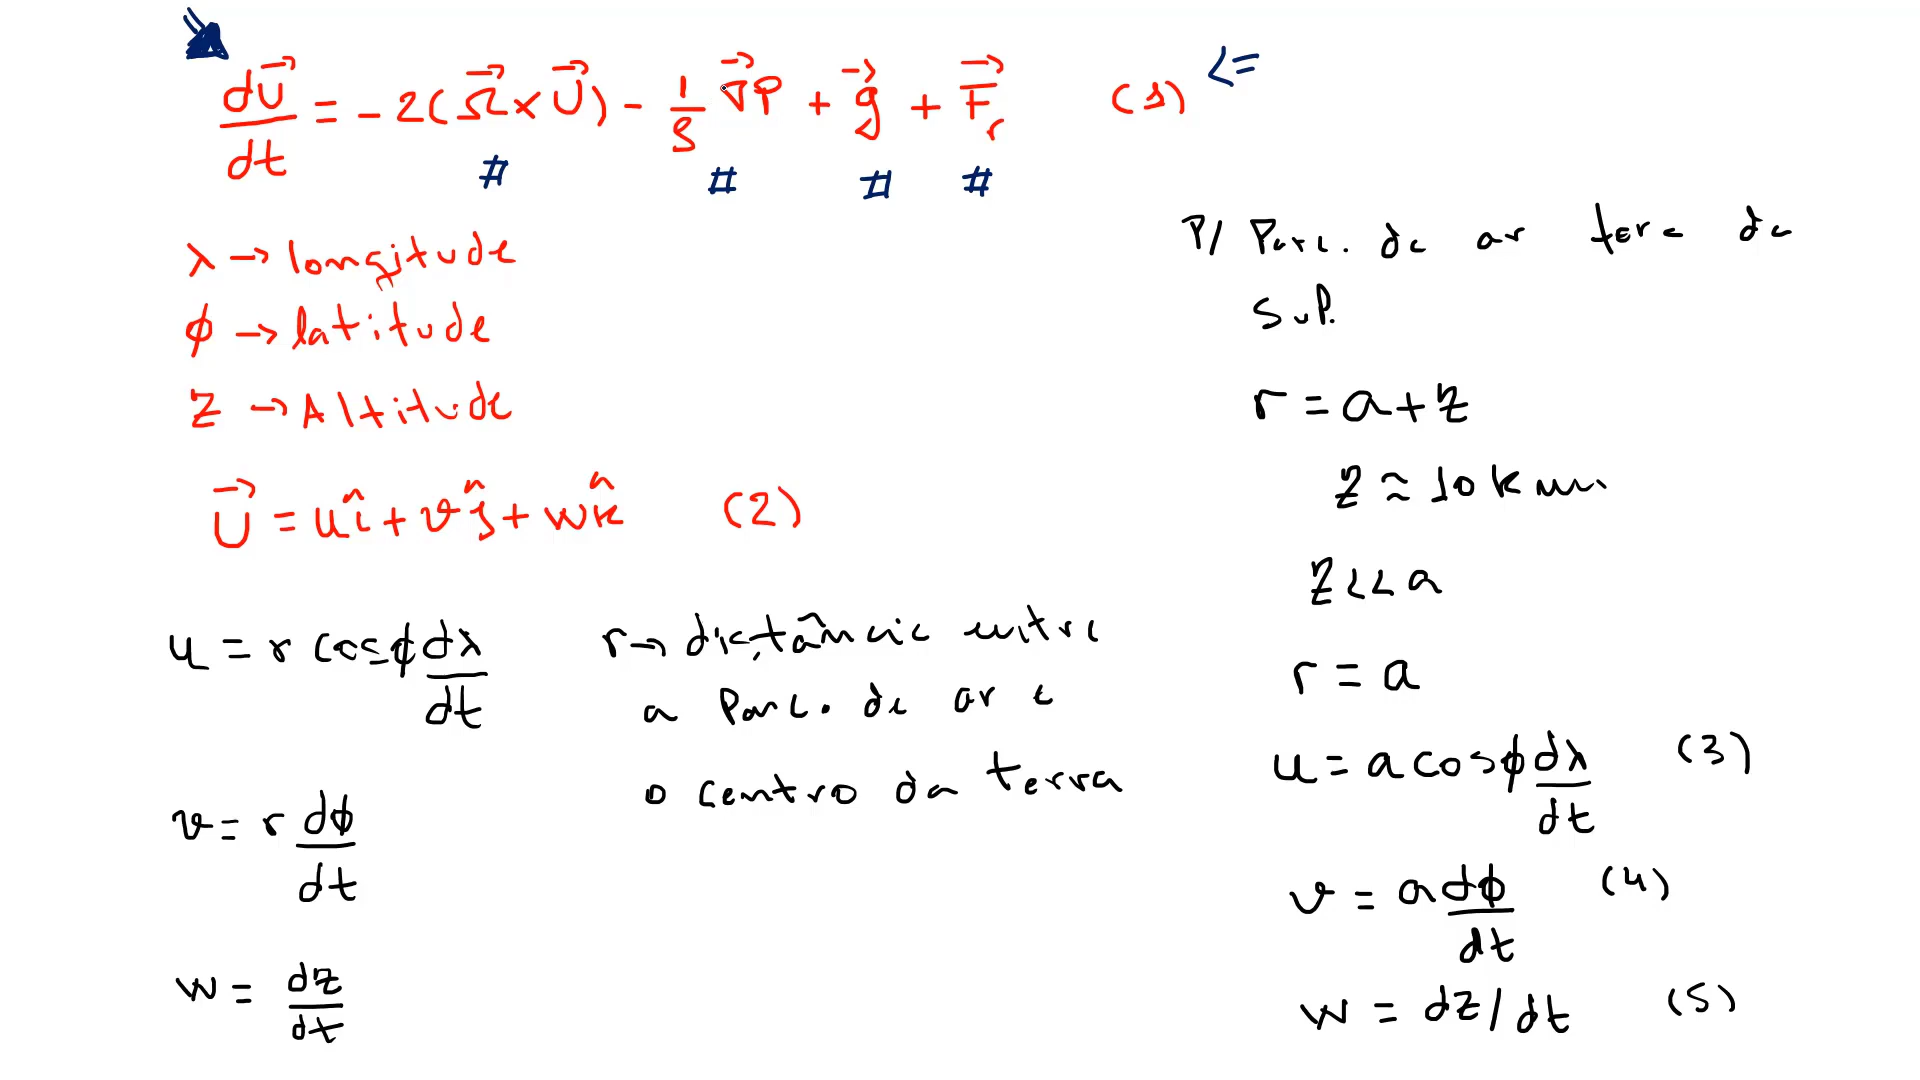 dU⃗/dt = -2(Ω⃗ × U⃗) - 1/ρ ∇⃗P + g⃗ + F⃗r (1) <=
# # # #
λ → longitude
ϕ → latitude
z → Altitude
U⃗ = uî + vĵ + wk̂ (2)
u = r cosϕ dλ/dt
r → distância entre
a Parc. de ar e
o centro da terra
v = r dϕ/dt
w = dz/dt
P/ Parc. de ar
Sup.
r = a + z
z ≈ 10 km
z << a
r = a
u = a cosϕ dλ/dt (3)
v = a dϕ/dt (4)
w = dz/dt (5)